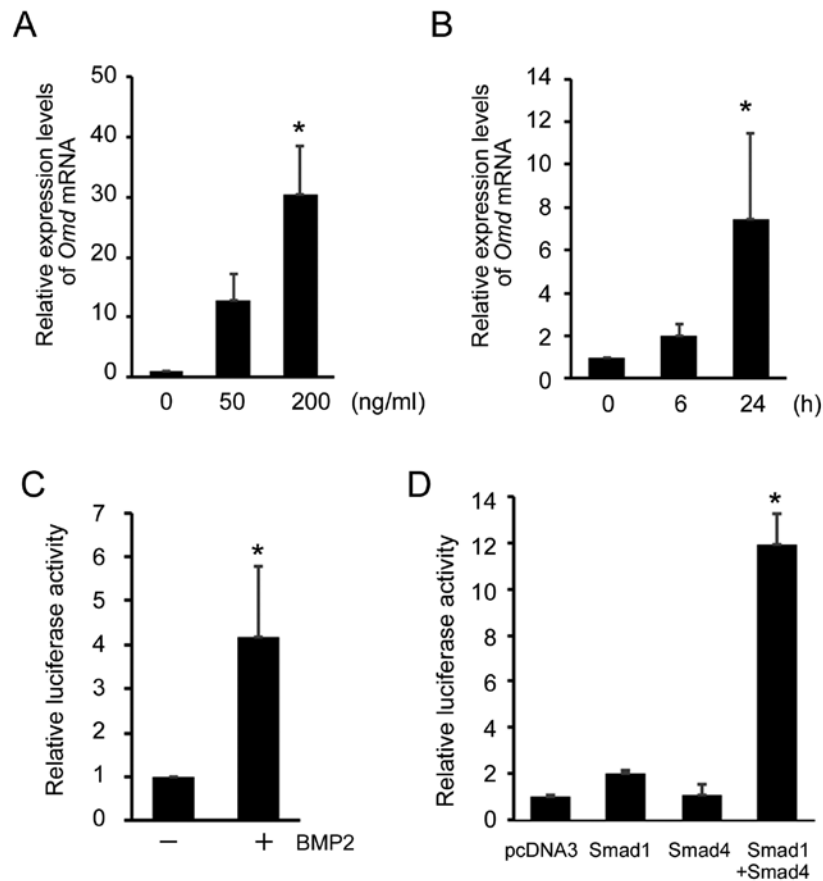 A
Relative expression levels
of Omd mRNA
50
40
30
20
10
0
*
0 50 200 (ng/ml)
B
Relative expression levels
of Omd mRNA
14
12
10
8
6
4
2
0
*
0 6 24 (h)
C
Relative luciferase activity
7
6
5
4
3
2
1
0
*
− + BMP2
D
Relative luciferase activity
14
12
10
8
6
4
2
0
*
pcDNA3 Smad1 Smad4 Smad1
+Smad4